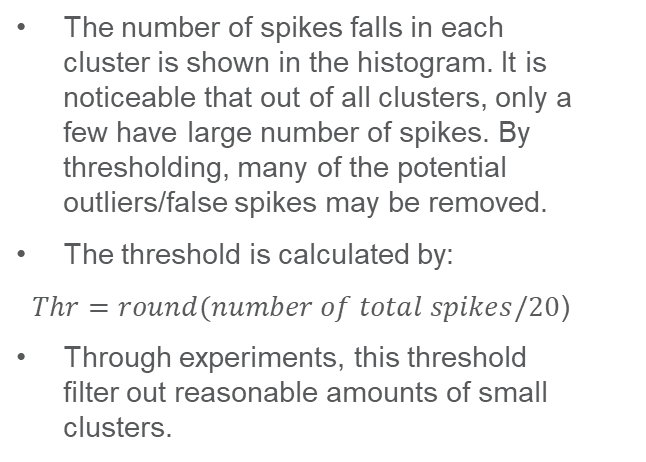 • The number of spikes falls in each
cluster is shown in the histogram. It is
noticeable that out of all clusters, only a
few have large number of spikes. By
thresholding, many of the potential
outliers/false spikes may be removed.
• The threshold is calculated by:
Thr = round(number of total spikes/20)
• Through experiments, this threshold
filter out reasonable amounts of small
clusters.